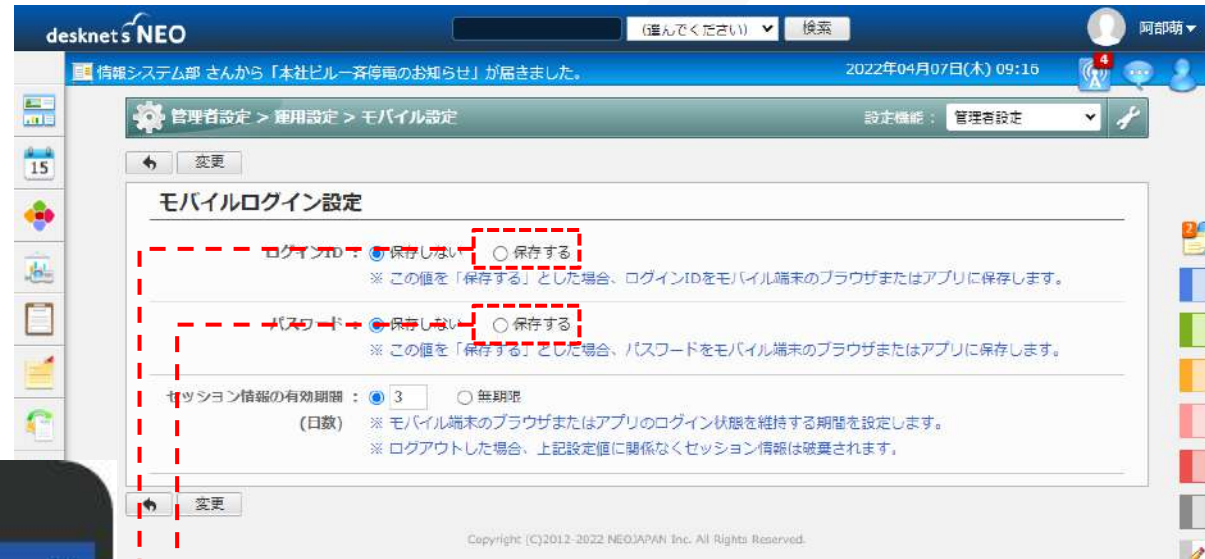 desknet's NEO
(選んでください) 検索 阿部萌▼
情報システム部 さんから「本社ビル一斉停電のお知らせ」が届きました。 2022年04月07日(木) 09:16 4
管理者設定 > 運用設定 > モバイル設定 設定機能 : 管理者設定
15 変更
モバイルログイン設定
2
ログインID : 保存しない 保存する
※ この値を「保存する」とした場合、ログインIDをモバイル端末のブラウザまたはアプリに保存します。
パスワード : 保存しない 保存する
※ この値を「保存する」とした場合、パスワードをモバイル端末のブラウザまたはアプリに保存します。
セッション情報の有効期間 : 3 無期限
(日数) ※ モバイル端末のブラウザまたはアプリのログイン状態を維持する期間を設定します。
※ ログアウトした場合、上記設定値に関係なくセッション情報は破棄されます。
変更
Copyright (C)2012-2022 NEOJAPAN Inc. All Rights Reserved.